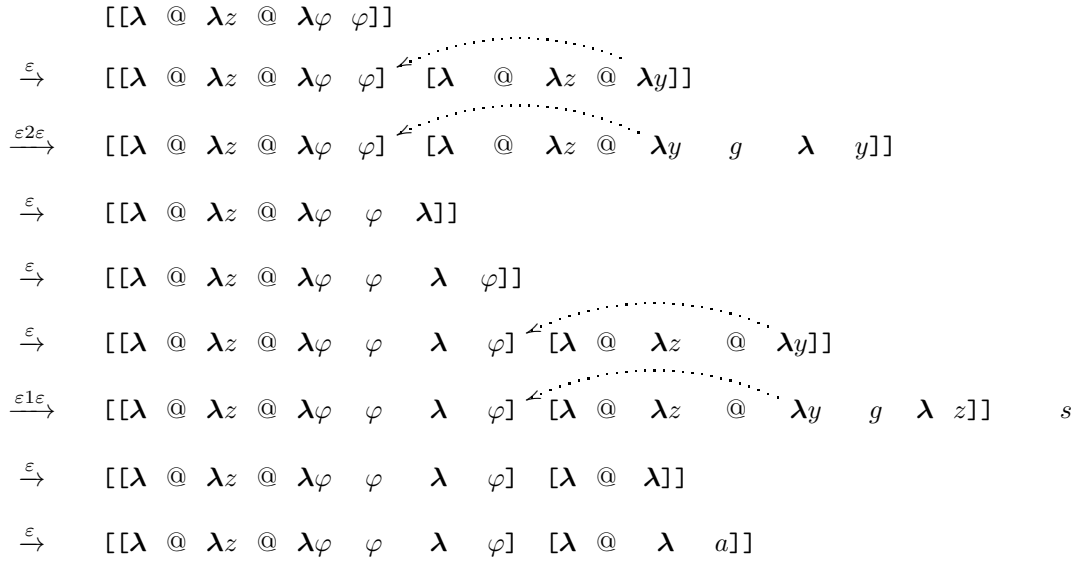 [[λ @ λz @ λφ φ]]
ε→ [[λ @ λz @ λφ φ] [λ @ λz @ λy]]
ε2ε→ [[λ @ λz @ λφ φ] [λ @ λz @ λy g λ y]]
ε→ [[λ @ λz @ λφ φ λ]]
ε→ [[λ @ λz @ λφ φ λ φ]]
ε→ [[λ @ λz @ λφ φ λ φ] [λ @ λz @ λy]]
ε1ε→ [[λ @ λz @ λφ φ λ φ] [λ @ λz @ λy g λ z]] s
ε→ [[λ @ λz @ λφ φ λ φ] [λ @ λ]]
ε→ [[λ @ λz @ λφ φ λ φ] [λ @ λ a]]